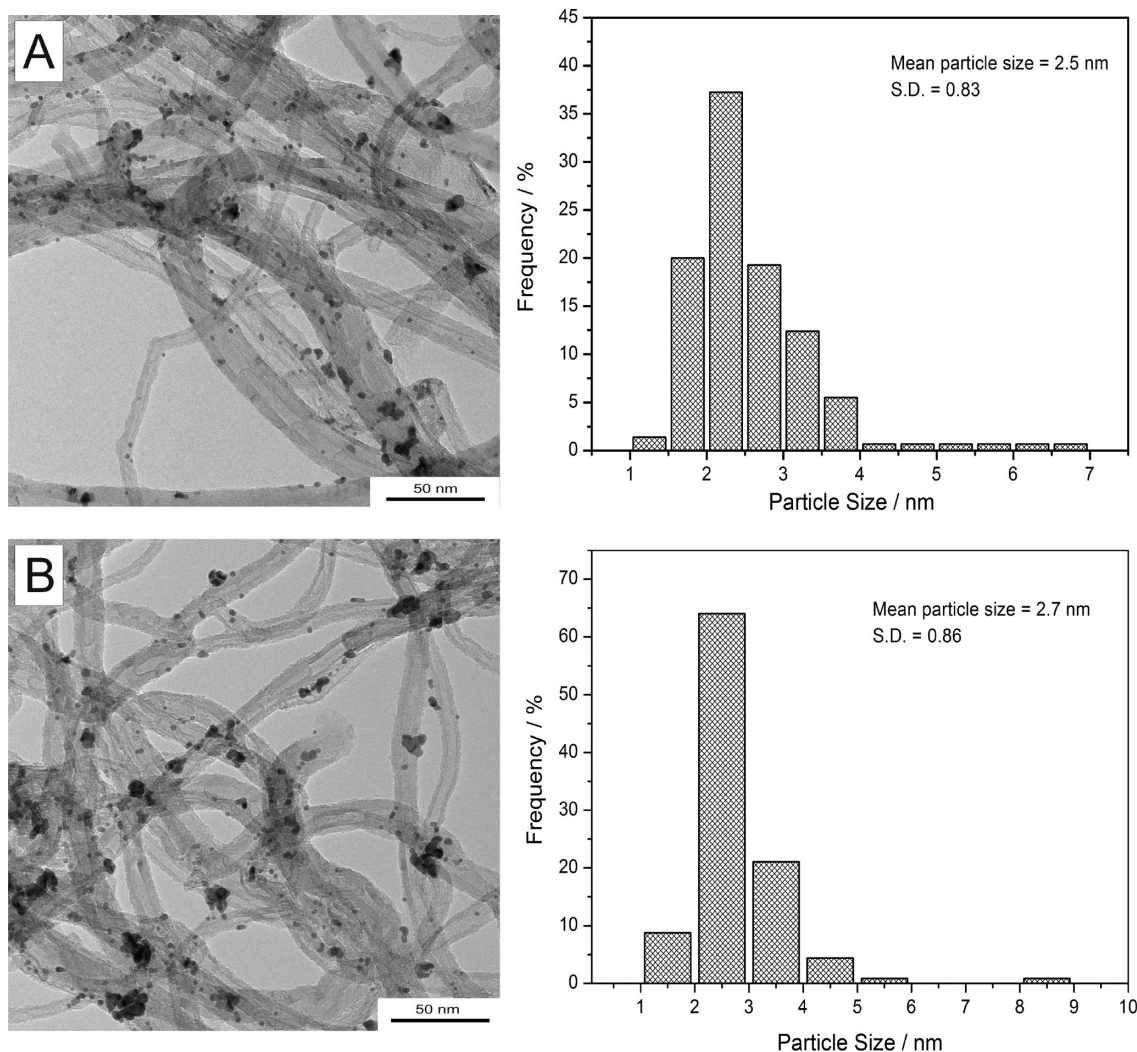 A
50 nm
45
40
35
30
25
20
15
10
5
0
Frequency / %
Mean particle size = 2.5 nm
S.D. = 0.83
1 2 3 4 5 6 7
Particle Size / nm
B
50 nm
70
60
50
40
30
20
10
0
Frequency / %
Mean particle size = 2.7 nm
S.D. = 0.86
1 2 3 4 5 6 7 8 9 10
Particle Size / nm